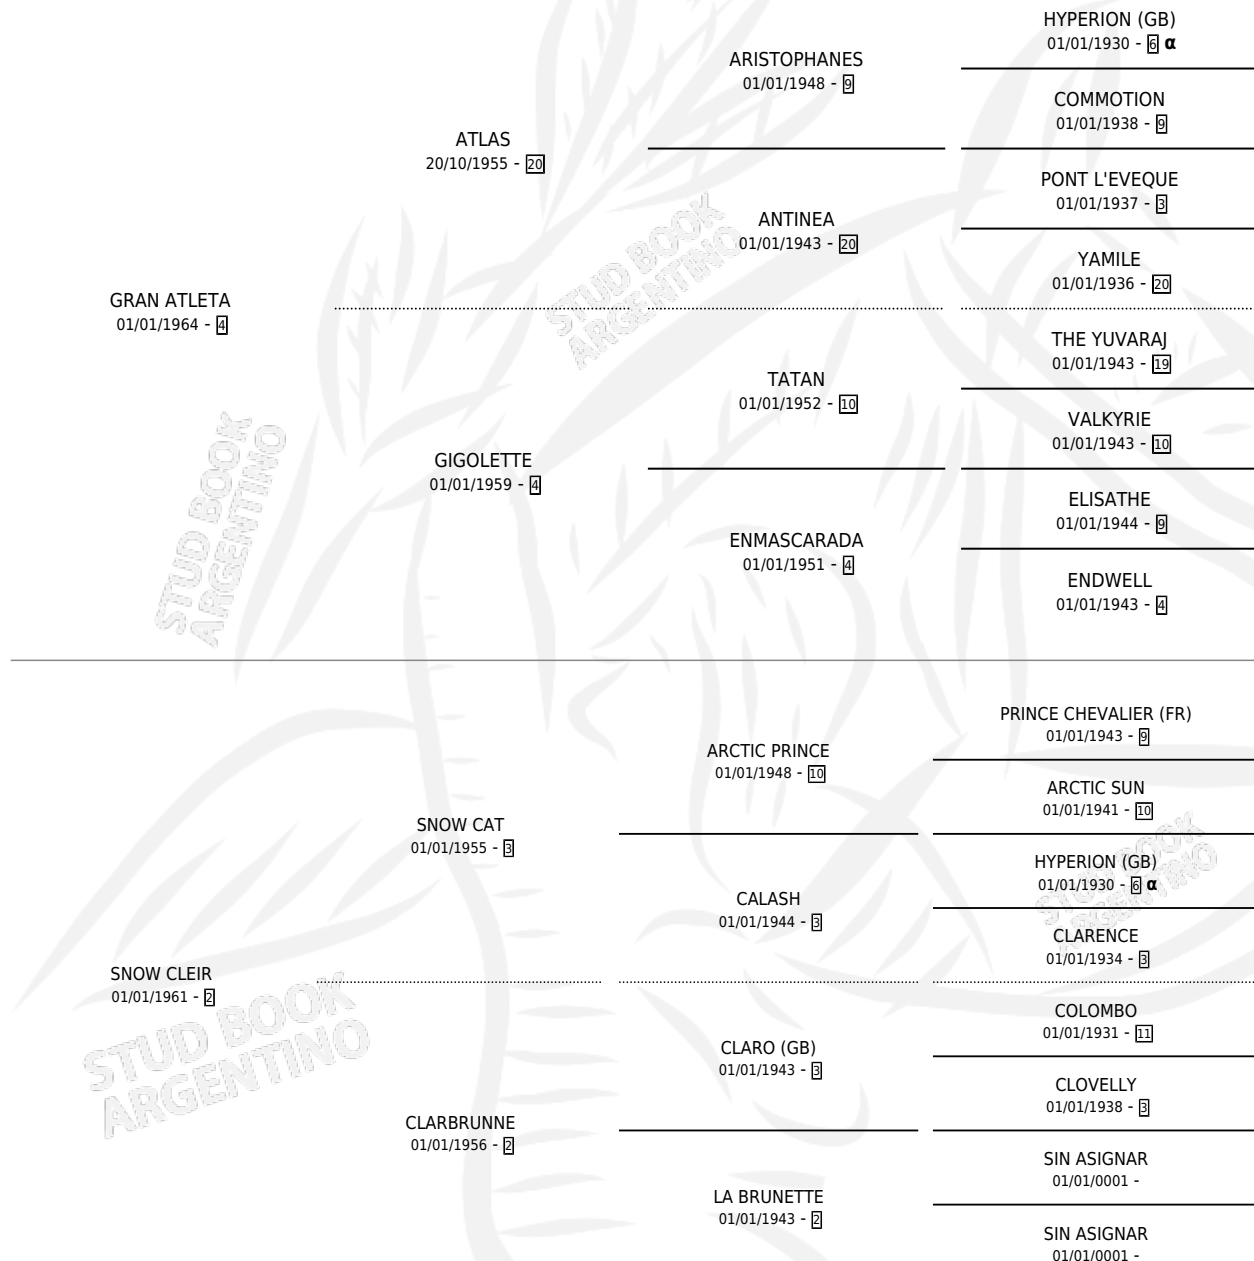 HYPERION (GB)
01/01/1930 - 6 α
ARISTOPHANES
01/01/1948 - 9
COMMOTION
01/01/1938 - 9
ATLAS
20/10/1955 - 20
PONT L'EVEQUE
01/01/1937 - 3
ANTINEA
01/01/1943 - 20
YAMILE
01/01/1936 - 20
GRAN ATLETA
01/01/1964 - 4
THE YUVARAJ
01/01/1943 - 19
TATAN
01/01/1952 - 10
VALKYRIE
01/01/1943 - 10
GIGOLETTE
01/01/1959 - 4
ELISATHE
01/01/1944 - 9
ENMASCARADA
01/01/1951 - 4
ENDWELL
01/01/1943 - 4
PRINCE CHEVALIER (FR)
01/01/1943 - 9
ARCTIC PRINCE
01/01/1948 - 10
ARCTIC SUN
01/01/1941 - 10
SNOW CAT
01/01/1955 - 3
HYPERION (GB)
01/01/1930 - 6 α
CALASH
01/01/1944 - 3
CLARENCE
01/01/1934 - 3
SNOW CLEIR
01/01/1961 - 2
COLOMBO
01/01/1931 - 11
CLARO (GB)
01/01/1943 - 3
CLOVELLY
01/01/1938 - 3
CLARBRUNNE
01/01/1956 - 2
SIN ASIGNAR
01/01/0001 -
LA BRUNETTE
01/01/1943 - 2
SIN ASIGNAR
01/01/0001 -
STUD BOOK
ARGENTINO
STUD BOOK
ARGENTINO
STUD BOOK
ARGENTINO
STUD BOOK
ARGENTINO